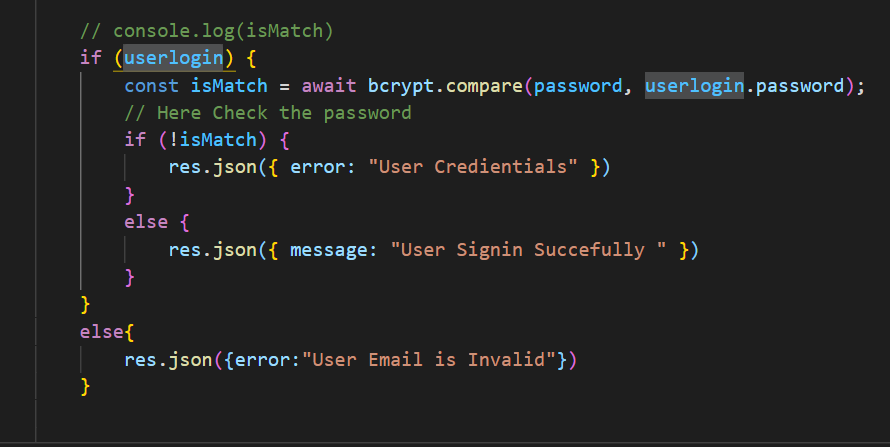 // console.log(isMatch)
if (userlogin) {
const isMatch = await bcrypt.compare(password, userlogin.password);
// Here Check the password
if (!isMatch) {
res.json({ error: "User Credientials" })
}
else {
res.json({ message: "User Signin Succefully " })
}
}
else{
res.json({error:"User Email is Invalid"})
}